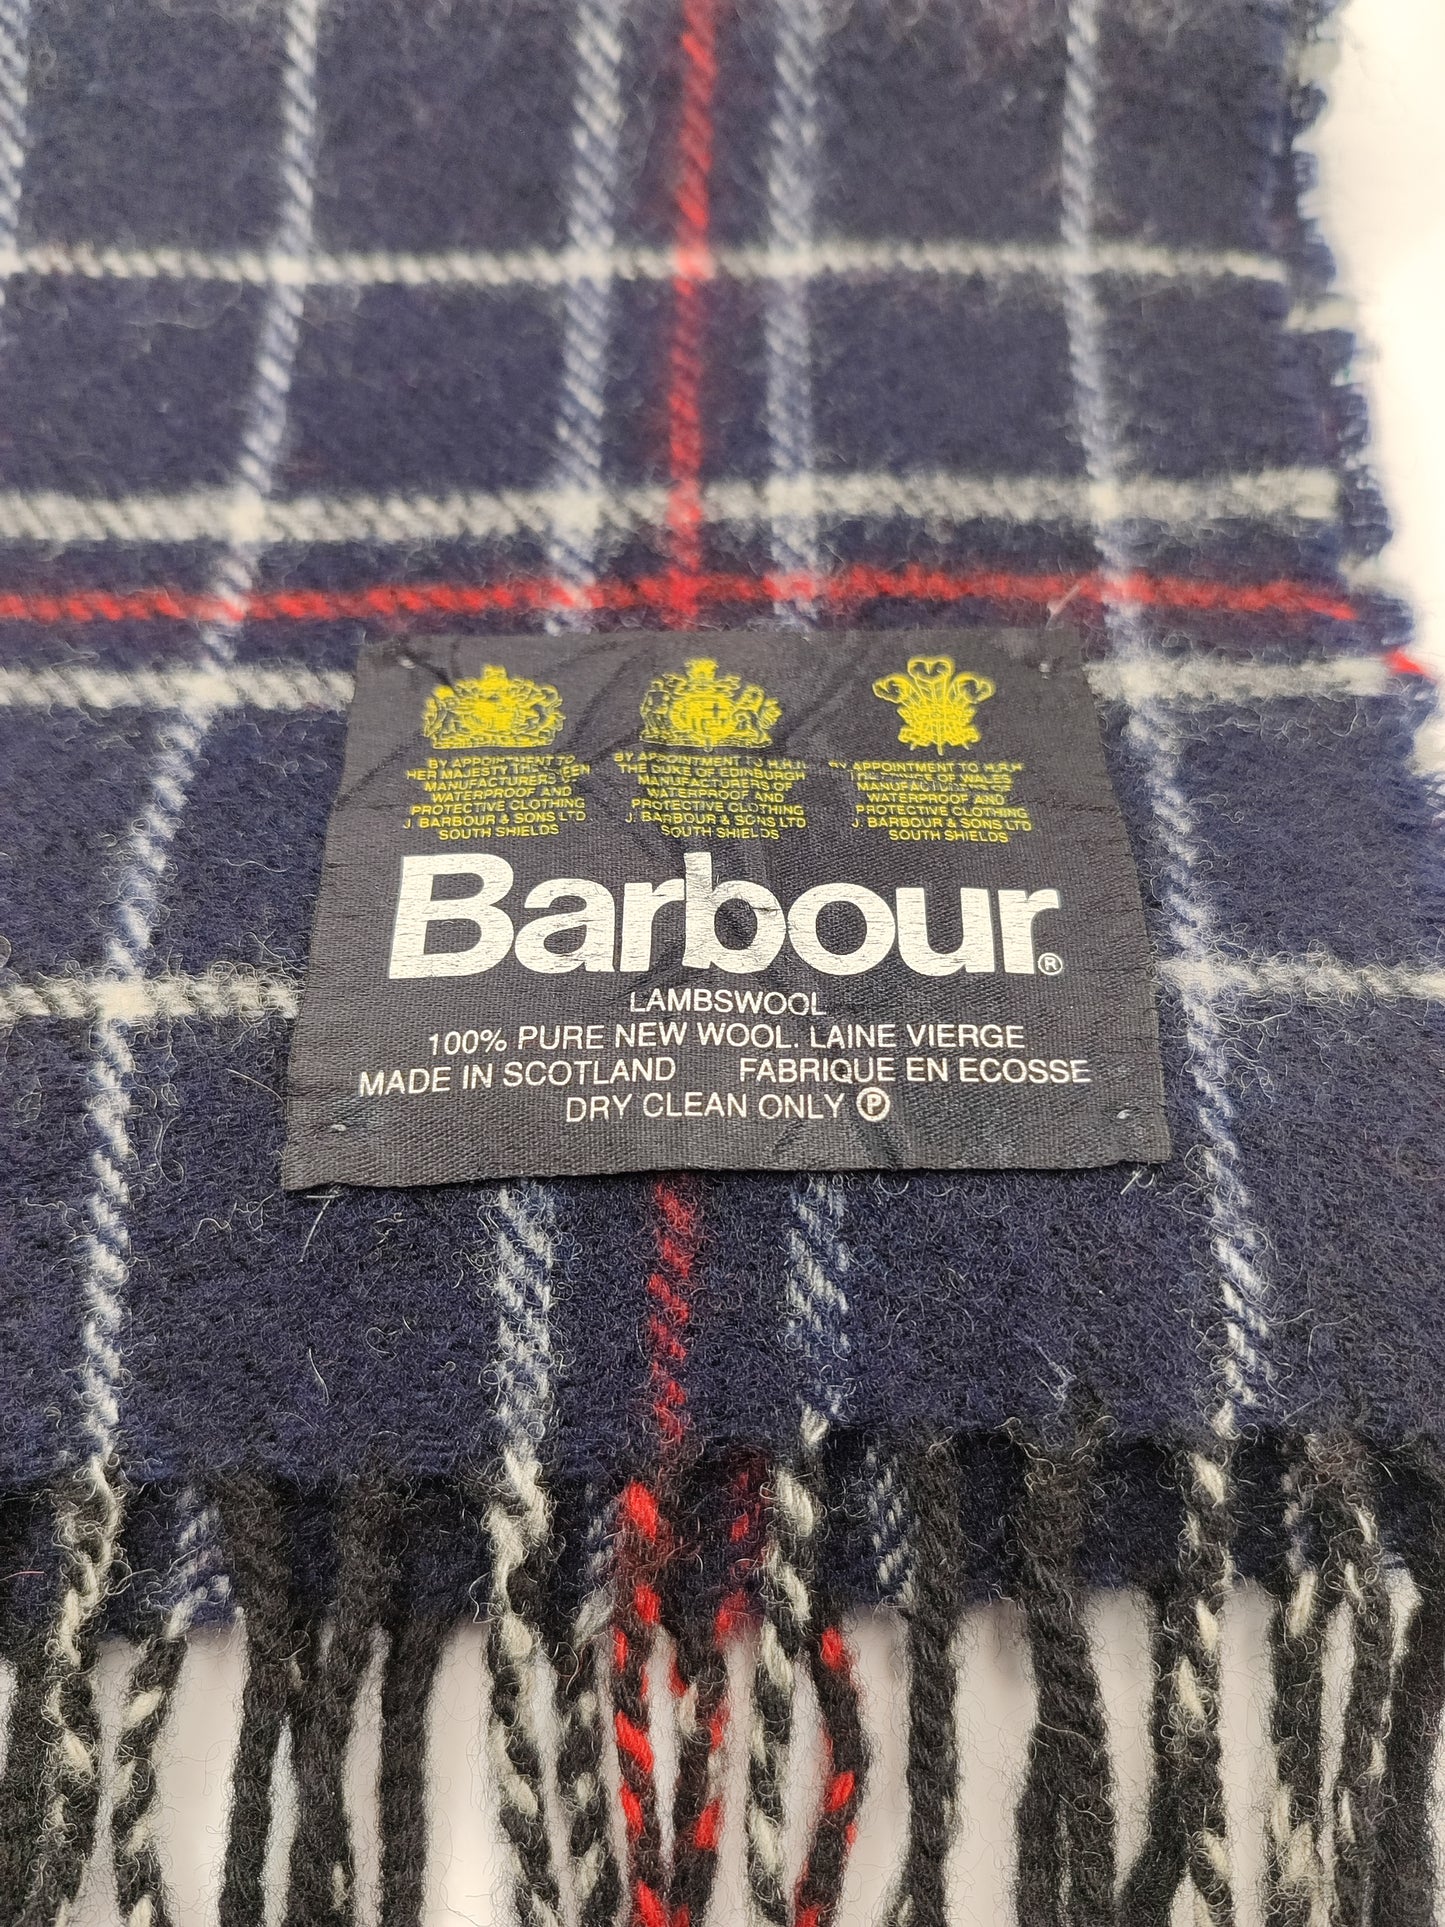 BY APPOINTMENT TO
HER MAJESTY THE QUEEN
MANUFACTURERS OF
WATERPROOF AND
PROTECTIVE CLOTHING
J. BARBOUR & SONS LTD
SOUTH SHIELDS
BY APPOINTMENT TO H.R.H.
THE DUKE OF EDINBURGH
MANUFACTURERS OF
WATERPROOF AND
PROTECTIVE CLOTHING
J. BARBOUR & SONS LTD
SOUTH SHIELDS
BY APPOINTMENT TO H.R.H
THE PRINCE OF WALES
MANUFACTURERS OF
WATERPROOF AND
PROTECTIVE CLOTHING
J. BARBOUR & SONS LTD
SOUTH SHIELDS
Barbour®
LAMBSWOOL
100% PURE NEW WOOL. LAINE VIERGE
MADE IN SCOTLAND FABRIQUE EN ECOSSE
DRY CLEAN ONLY Ⓟ